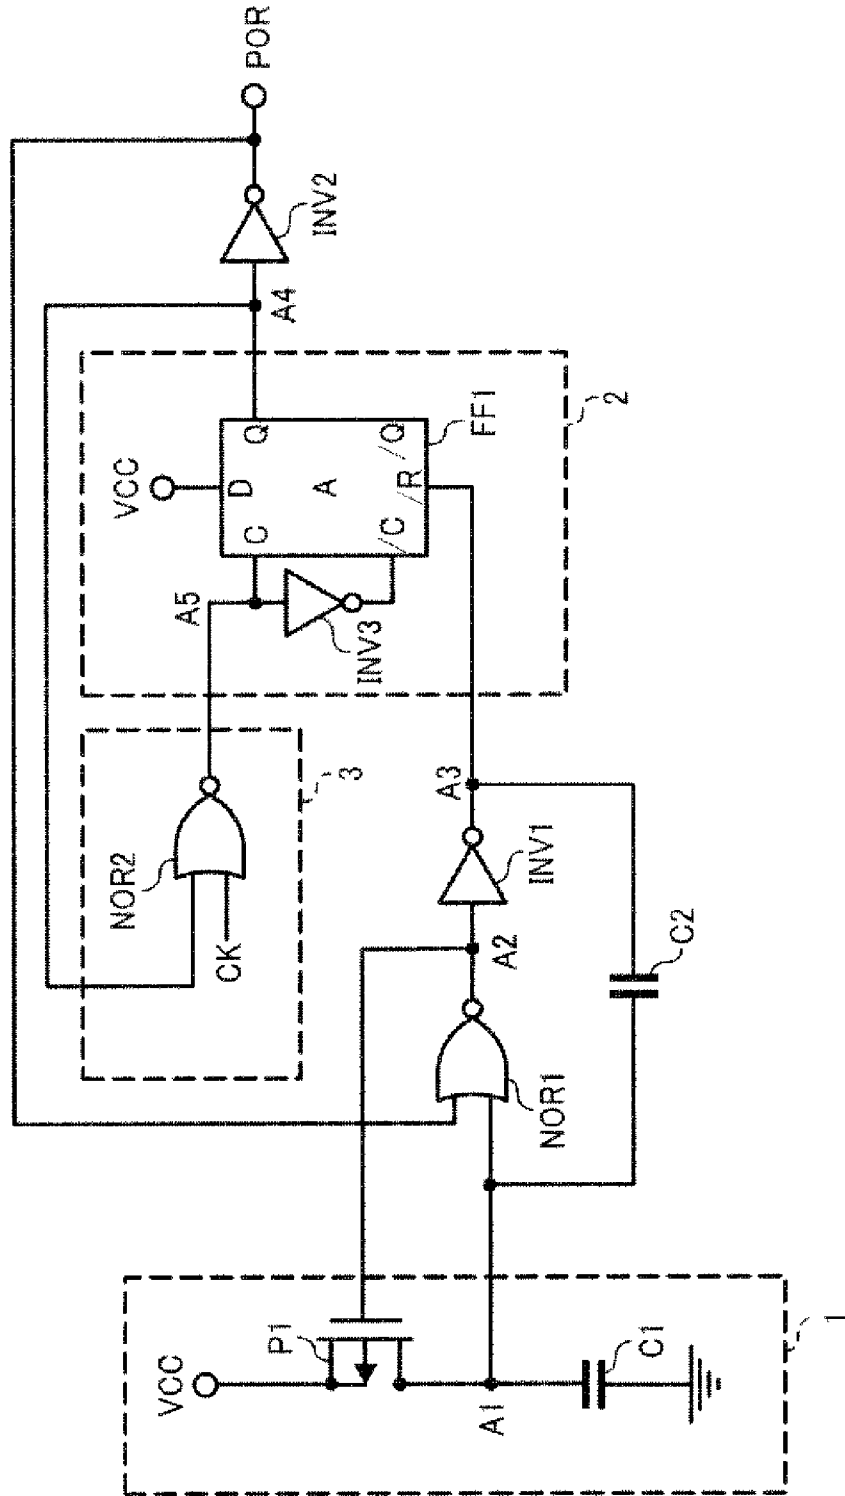 VCC
P1
A1
C1
1
NOR1
A2
INV1
A3
C2
CK
NOR2
3
A5
INV3
VCC
C
D
Q
A
/C
/R
/Q
FF1
2
A4
INV2
POR